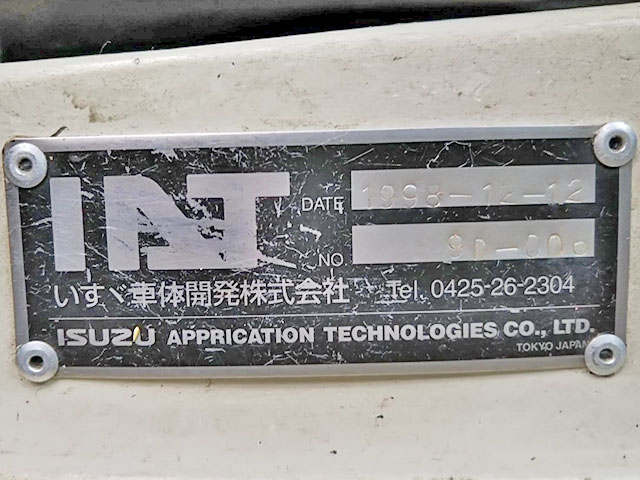 IAT
DATE 1998-12-12
NO
いすゞ車体開発株式会社 Tel 0425-26-2304
ISUZU APPRICATION TECHNOLOGIES CO., LTD.
TOKYO JAPAN